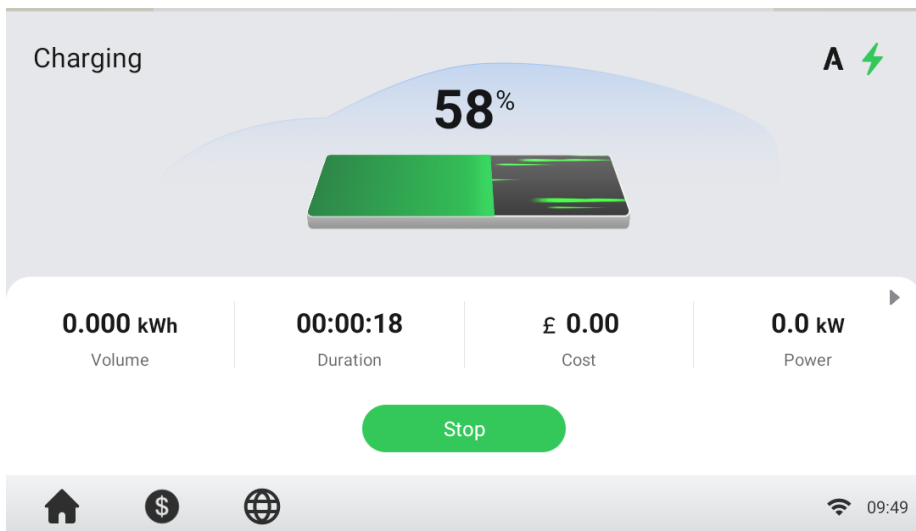 Charging
A
58%
0.000 kWh
Volume
00:00:18
Duration
£ 0.00
Cost
0.0 kW
Power
Stop
$
09:49